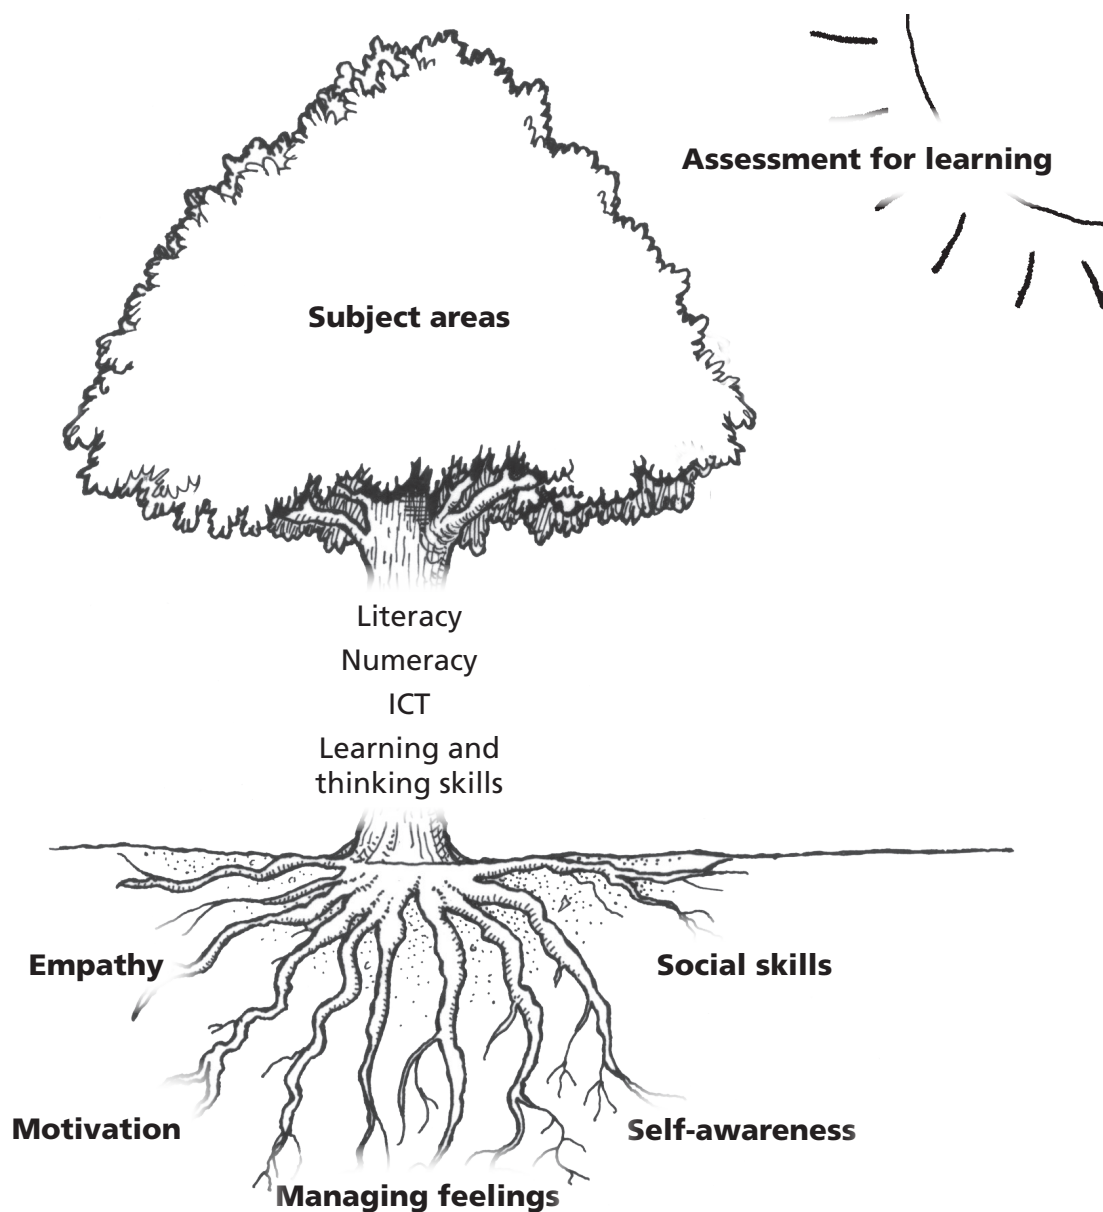 Assessment for learning
Subject areas
Literacy
Numeracy
ICT
Learning and
thinking skills
Empathy
Social skills
Motivation
Self-awareness
Managing feelings